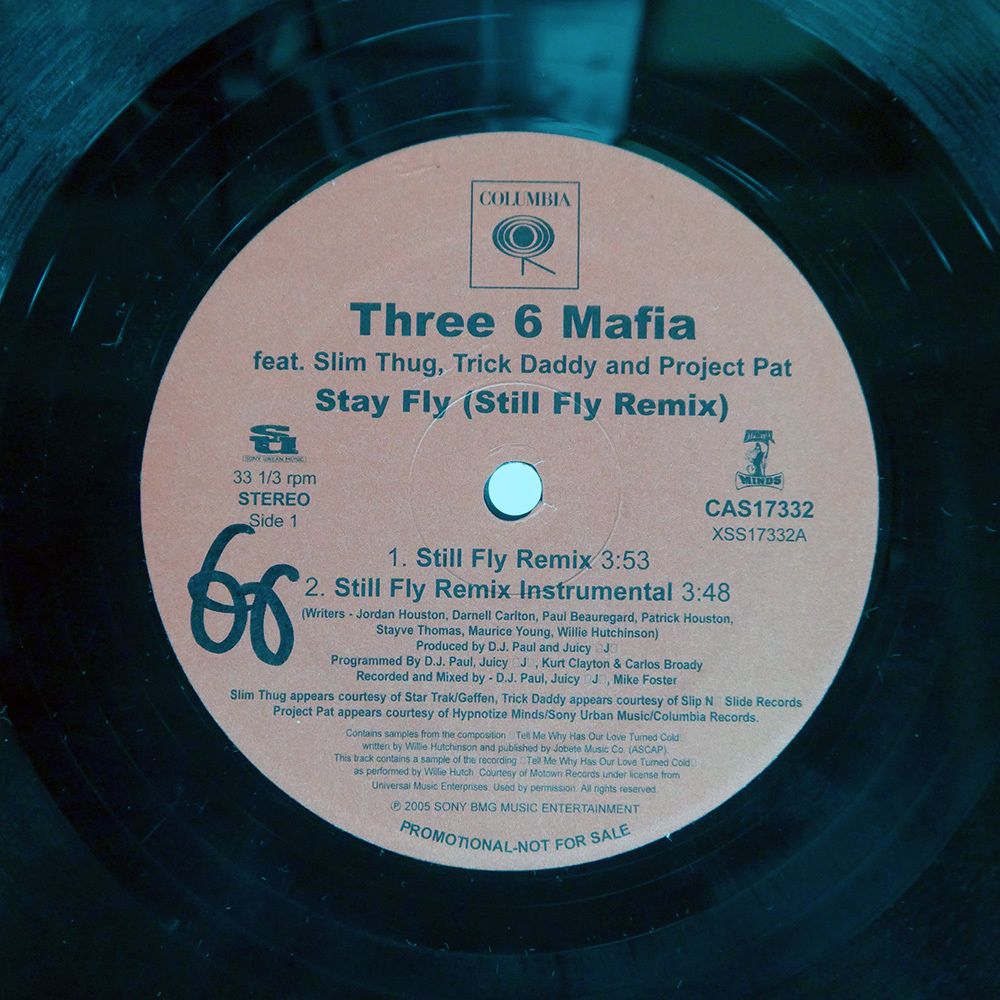 COLUMBIA
Three 6 Mafia
feat. Slim Thug, Trick Daddy and Project Pat
Stay Fly (Still Fly Remix)
su
SONY URBAN MUSIC
33 1/3 rpm
STEREO
Side 1
MINDS
CAS17332
XSS17332A
66
1. Still Fly Remix 3:53
2. Still Fly Remix Instrumental 3:48
(Writers - Jordan Houston, Darnell Carlton, Paul Beauregard, Patrick Houston,
Stayve Thomas, Maurice Young, Willie Hutchinson)
Produced by D.J. Paul and Juicy □J□
Programmed By D.J. Paul, Juicy □J□, Kurt Clayton & Carlos Broady
Recorded and Mixed by - D.J. Paul, Juicy □J□, Mike Foster
Slim Thug appears courtesy of Star Trak/Geffen, Trick Daddy appears courtesy of Slip N□ Slide Records
Project Pat appears courtesy of Hypnotize Minds/Sony Urban Music/Columbia Records.
Contains samples from the composition □Tell Me Why Has Our Love Turned Cold□
written by Willie Hutchinson and published by Jobete Music Co. (ASCAP).
This track contains a sample of the recording □Tell Me Why Has Our Love Turned Cold□
as performed by Willie Hutch. Courtesy of Motown Records under license from
Universal Music Enterprises. Used by permission. All rights reserved.
℗ 2005 SONY BMG MUSIC ENTERTAINMENT
PROMOTIONAL-NOT FOR SALE